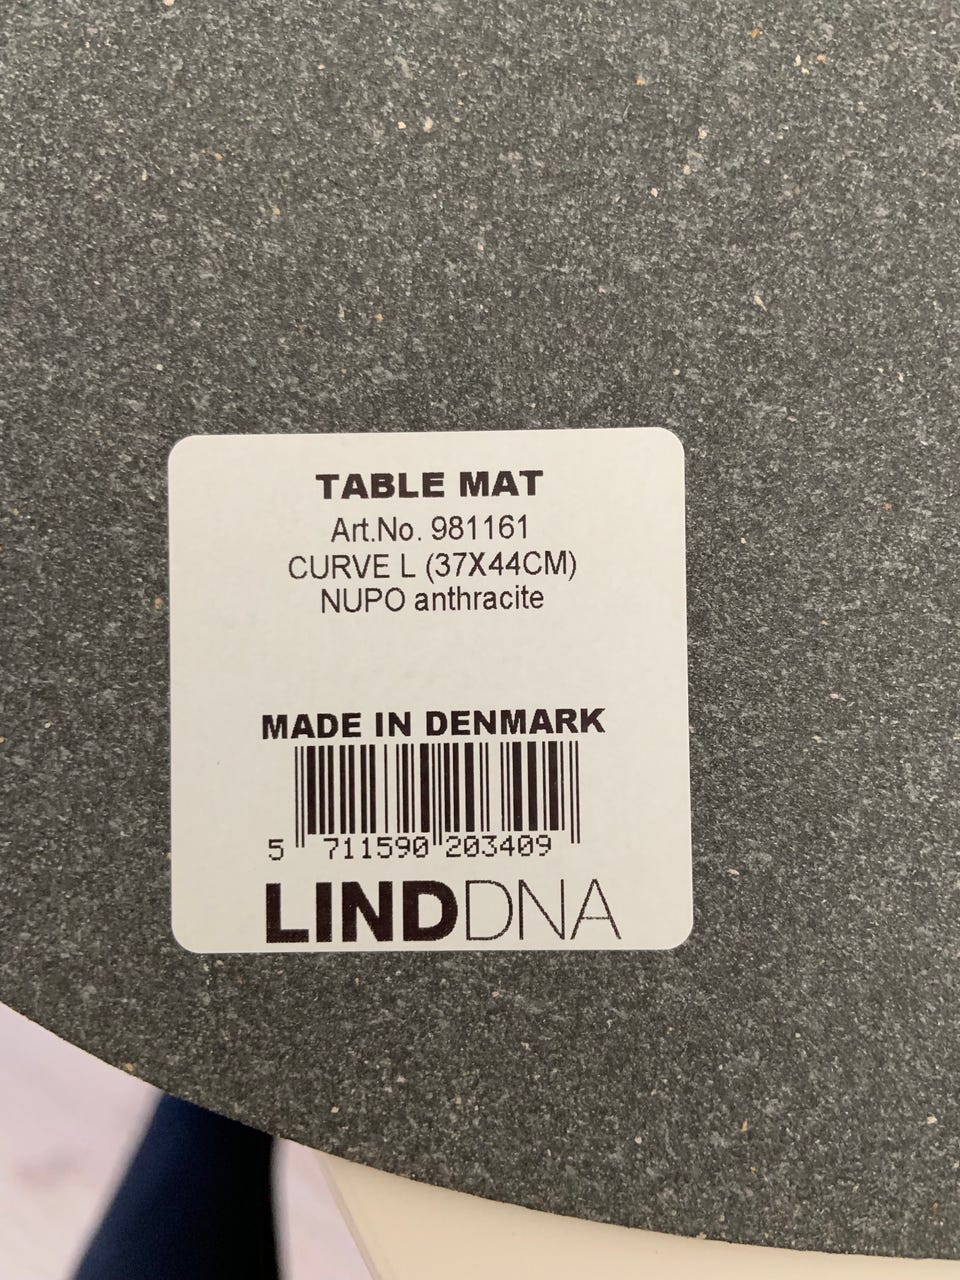 TABLE MAT
Art.No. 981161
CURVE L (37X44CM)
NUPO anthracite
MADE IN DENMARK
5 711590 203409
LINDDNA